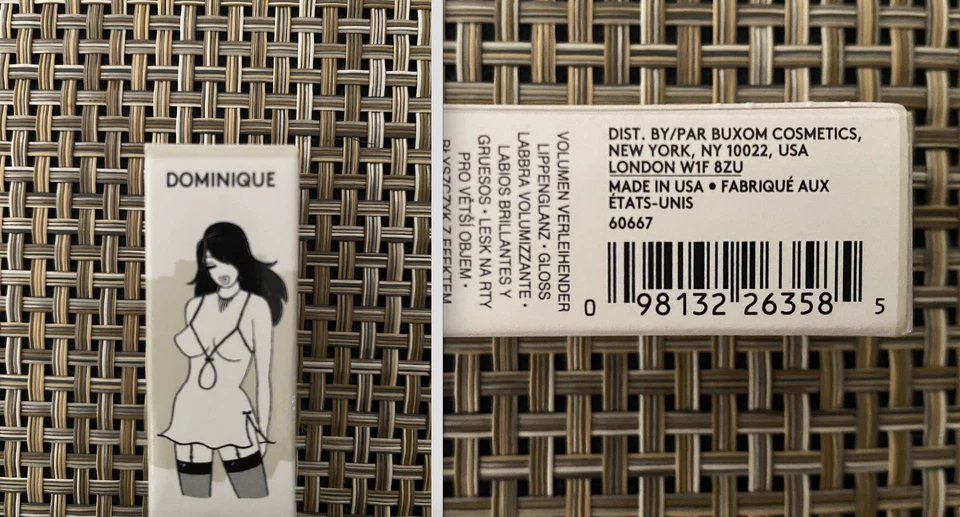 DOMINIQUE
VOLUMEN VERLEIHENDER
LIPPENGLANZ • GLOSS
LABBRA VOLUMIZZANTE •
LABIOS BRILLANTES Y
GRUESOS • LESK NA RTY
PRO VĚTŠÍ OBJEM •
BŁYSZCZYK Z EFEKTEM
DIST. BY/PAR BUXOM COSMETICS,
NEW YORK, NY 10022, USA
LONDON W1F 8ZU
MADE IN USA • FABRIQUÉ AUX
ÉTATS-UNIS
60667
0 98132 26358 5